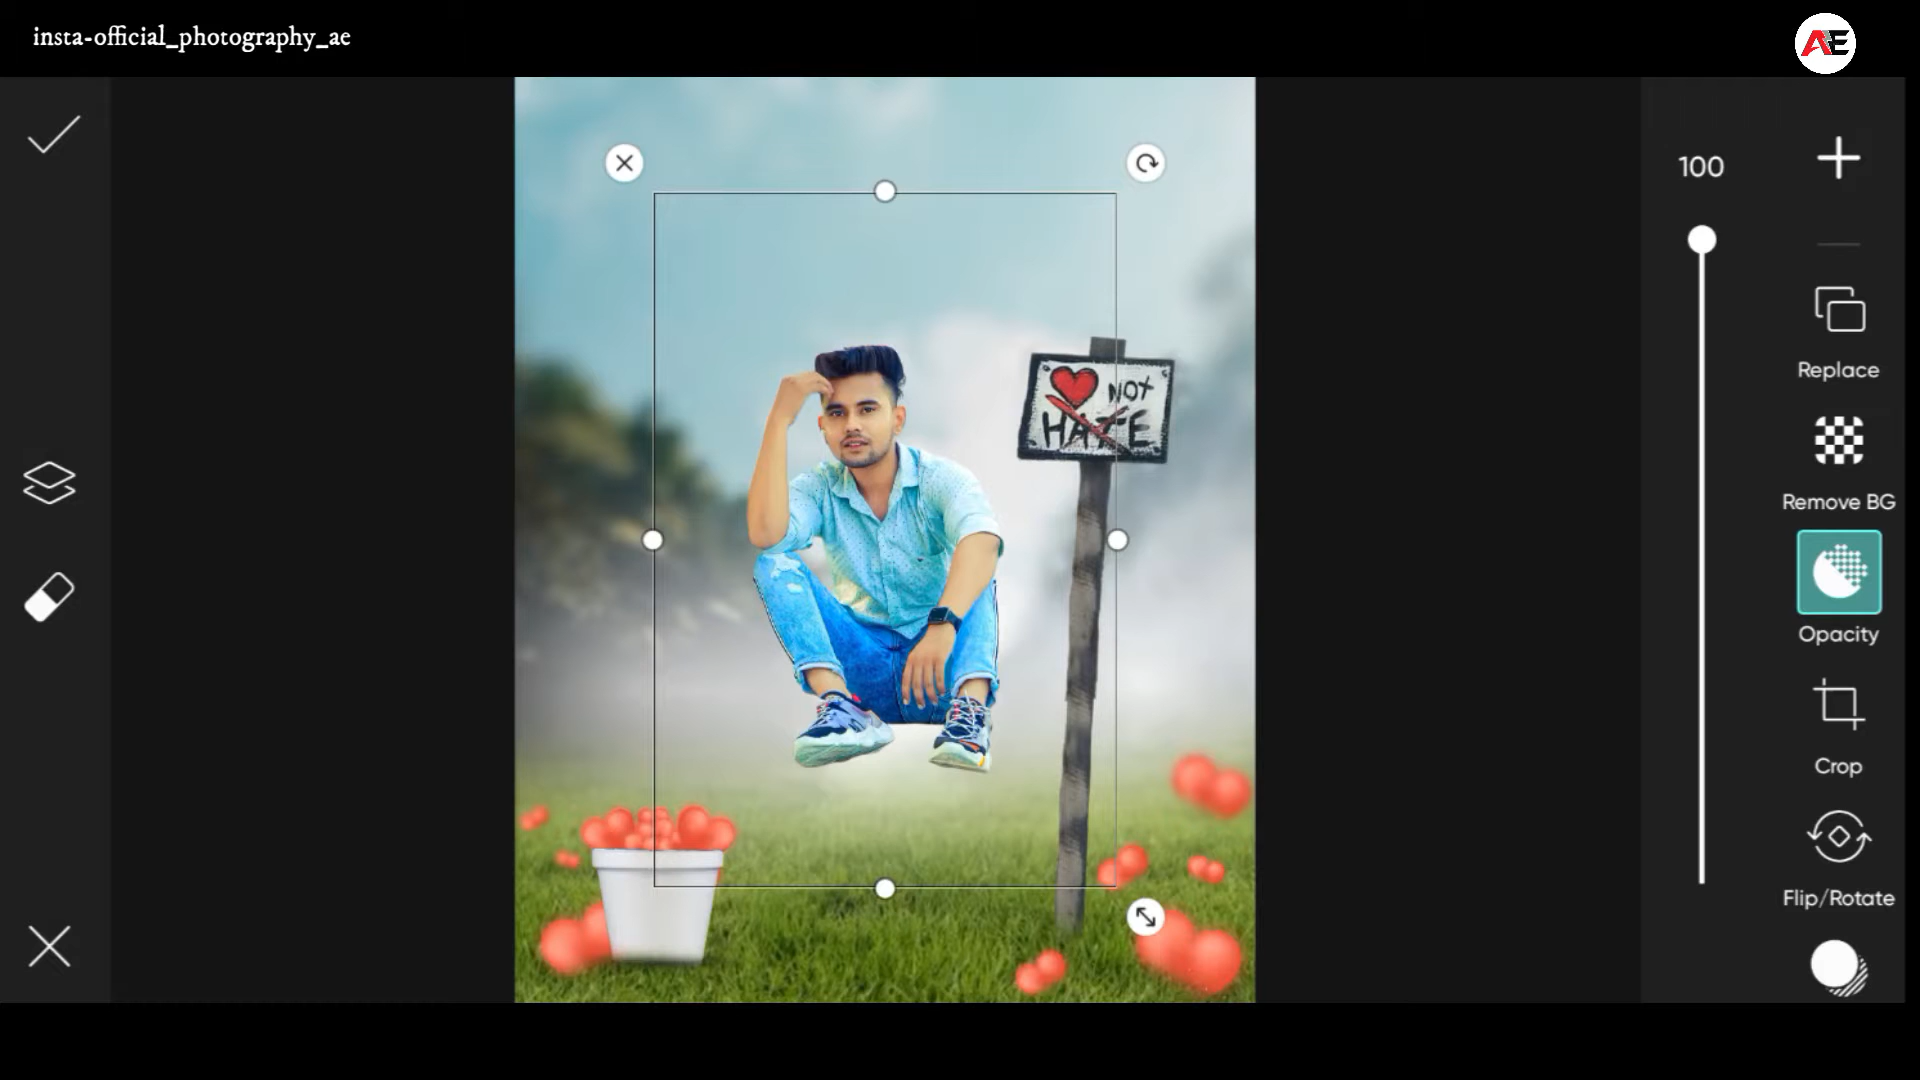 insta-official_photography_ae
AE
100
NOT
HATE
Replace
Remove BG
Opacity
Crop
Flip/Rotate